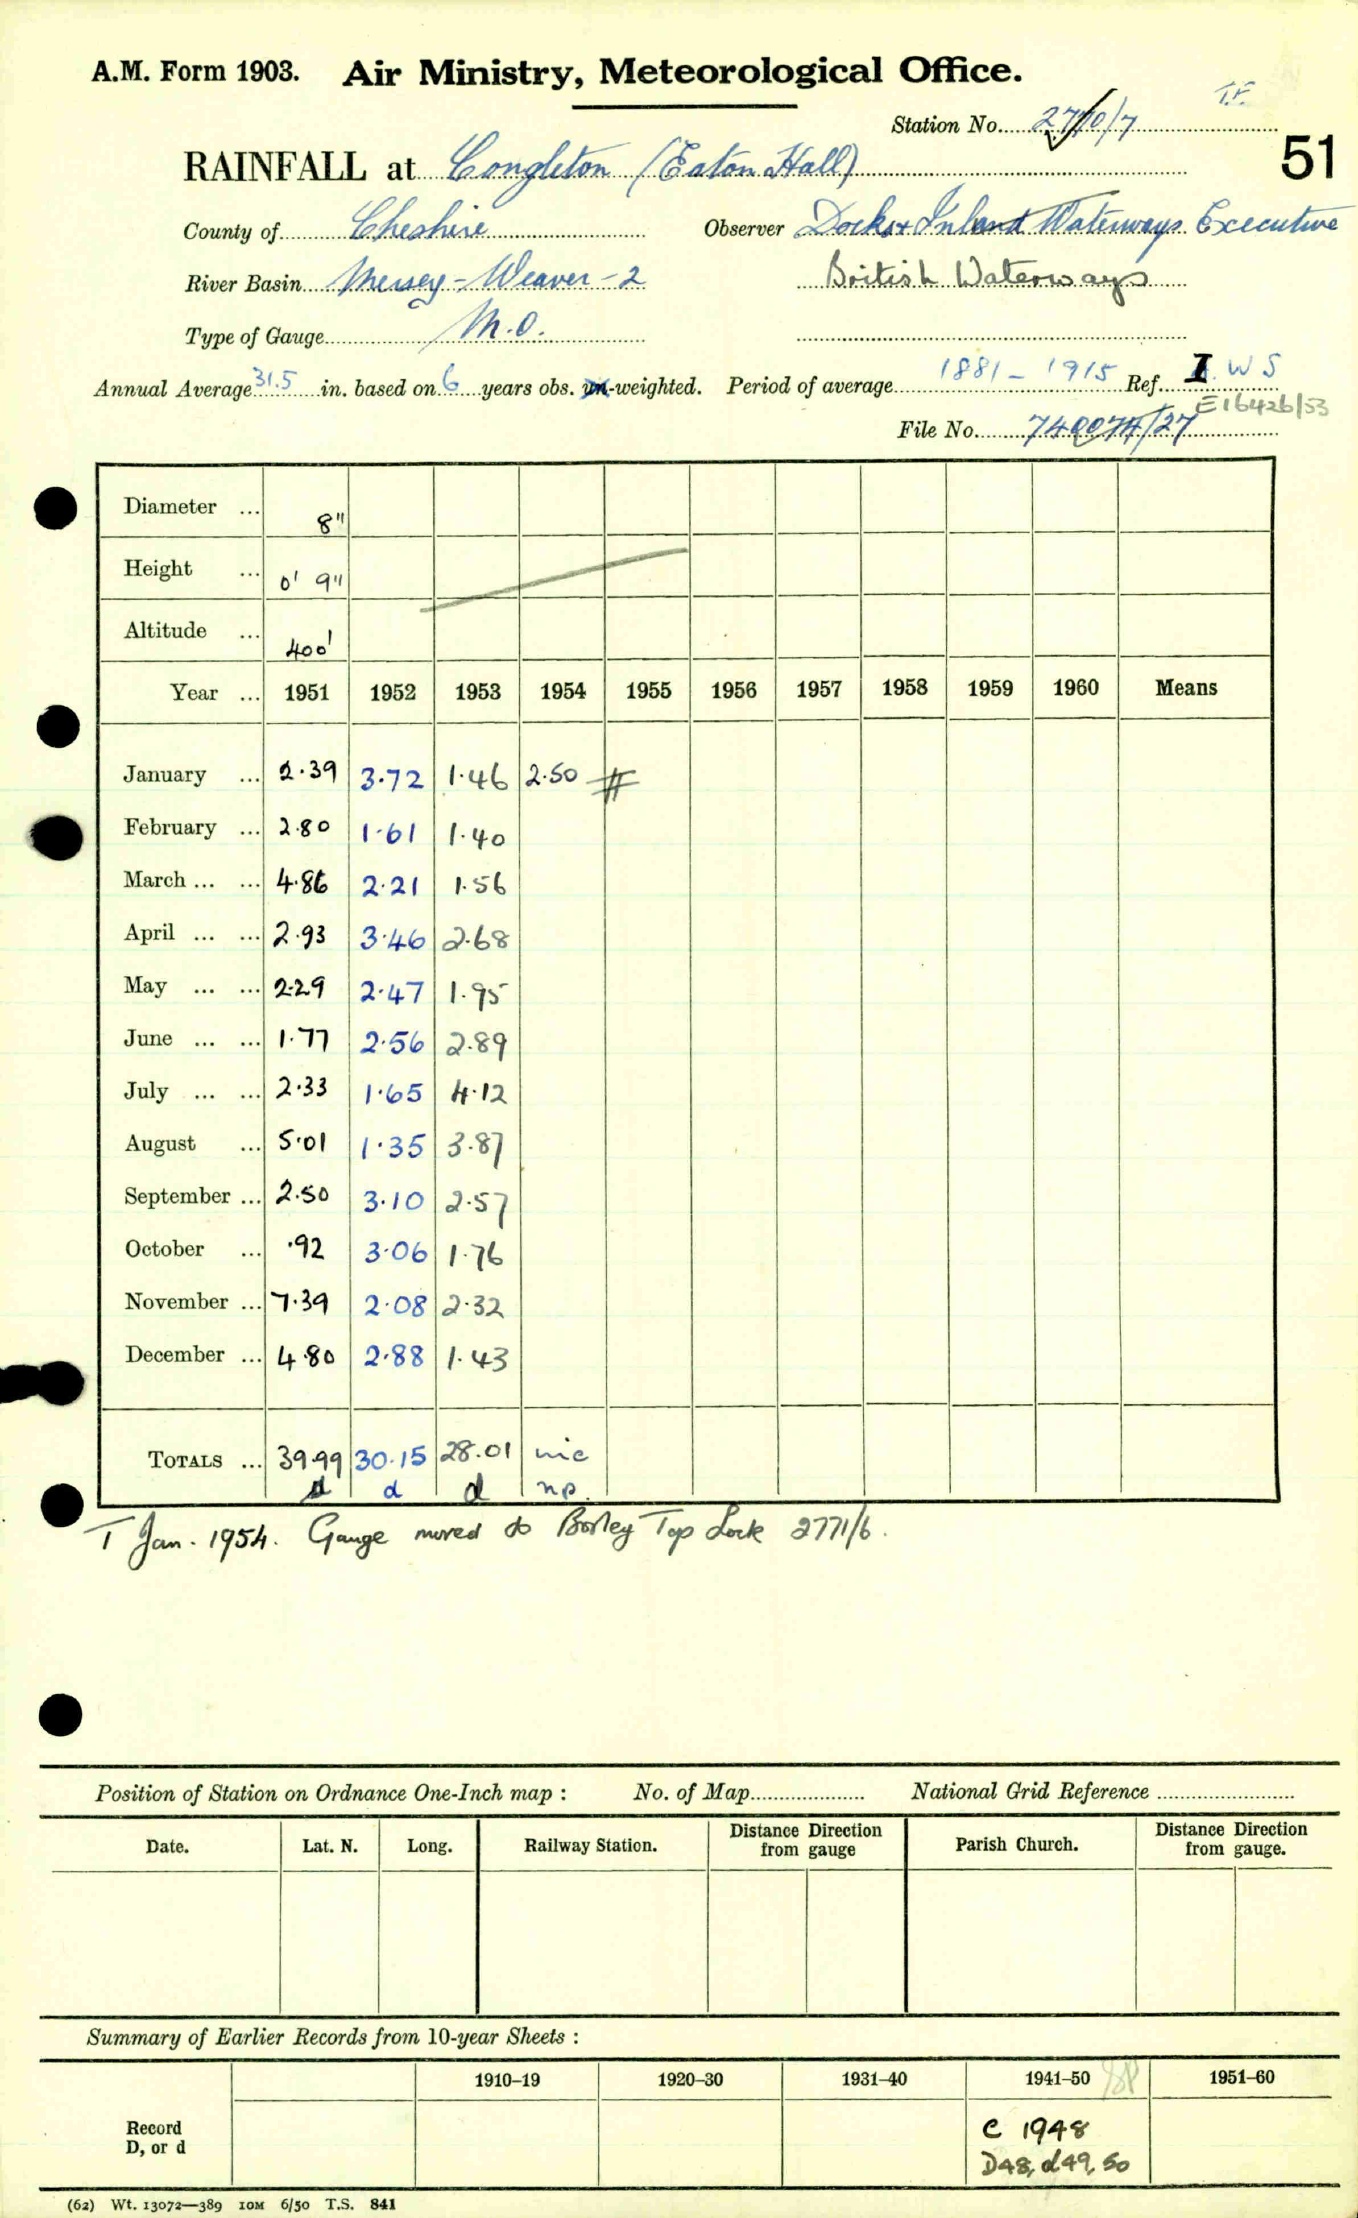 A.M. Form 1903. Air Ministry, Meteorological Office.
T.F.
Station No. 2770/7
51
RAINFALL at Congleton (Eaton Hall)
County of Cheshire Observer Docks & Inland Waterways Executive
River Basin Mersey - Weaver - 2 British Waterways
Type of Gauge M.O.
Annual Average 31.5 in. based on 6 years obs. un-weighted. Period of average 1881 - 1915 Ref. I. W S
E16426/53
File No. 740074/27
Diameter ... 8"
Height ... 0' 9"
Altitude ... 400'
Year ... 1951 1952 1953 1954 1955 1956 1957 1958 1959 1960 Means
January ... 2.39 3.72 1.46 2.50 #
February ... 2.80 1.61 1.40
March ... ... 4.86 2.21 1.56
April ... ... 2.93 3.46 2.68
May ... ... 2.29 2.47 1.95
June ... ... 1.77 2.56 2.89
July ... ... 2.33 1.65 4.12
August ... 5.01 1.35 3.87
September ... 2.50 3.10 2.57
October ... .92 3.06 1.76
November ... 7.39 2.08 2.32
December ... 4.80 2.88 1.43
TOTALS ... 39.99 30.15 28.01 inc
d d d np.
T Jan. 1954. Gauge moved to Bosley Top Lock 2771/6.
Position of Station on Ordnance One-Inch map : No. of Map National Grid Reference
Date. Lat. N. Long. Railway Station. Distance from Direction gauge Parish Church. Distance from Direction gauge.
Summary of Earlier Records from 10-year Sheets :
1910–19 1920–30 1931–40 1941–50 1951–60
Record
D, or d
C 1948
D48, d49, 50
(62) Wt. 13072—389 10M 6/50 T.S. 841